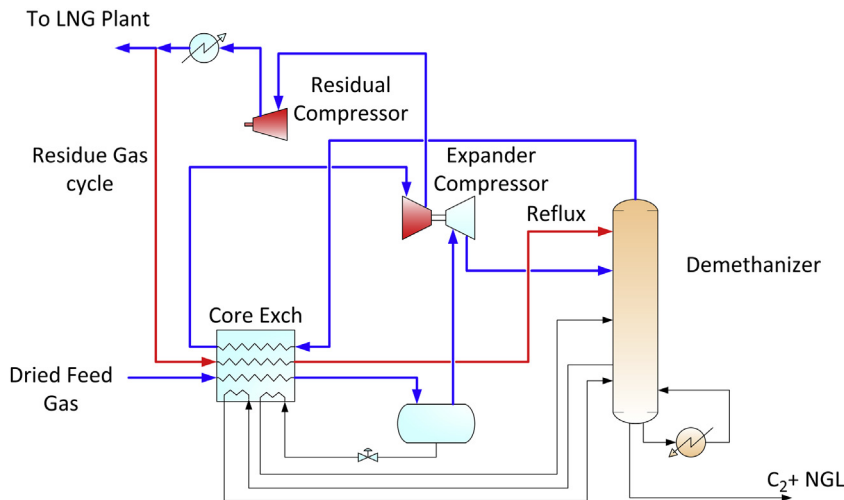 To LNG Plant
Residual
Compressor
Residue Gas
cycle
Expander
Compressor
Reflux
Demethanizer
Core Exch
Dried Feed
Gas
C₂+ NGL